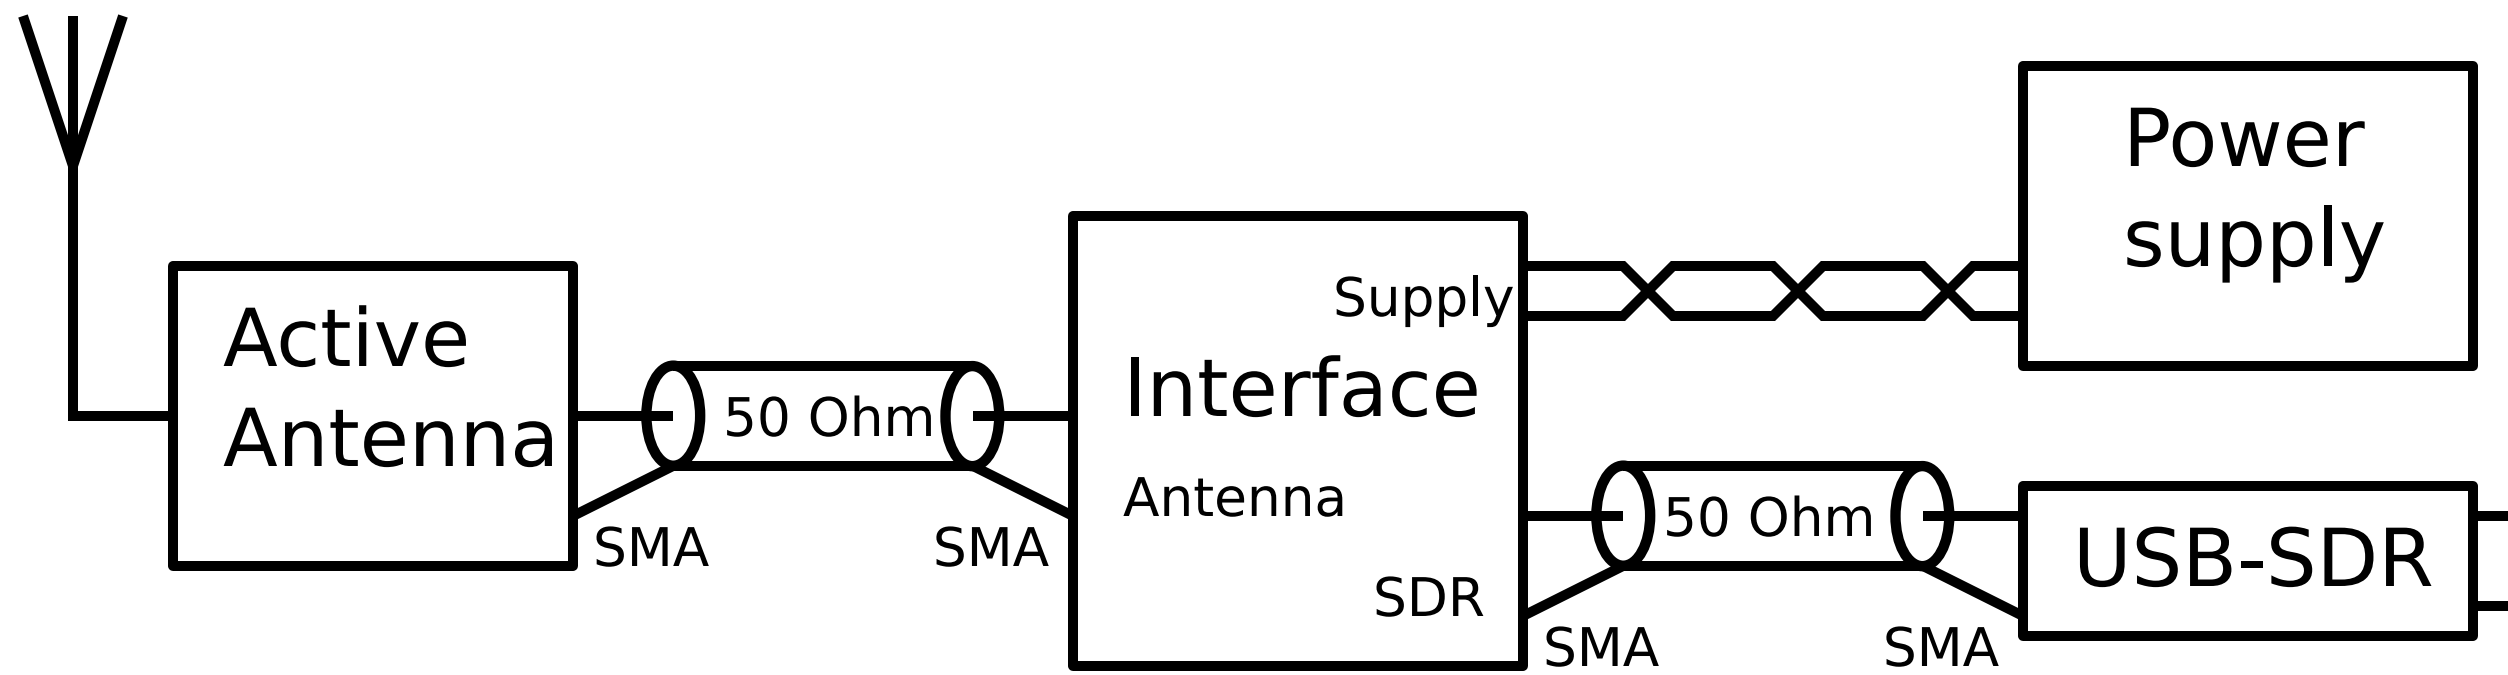 Active
Antenna
50 Ohm
SMA
SMA
Supply
Interface
Antenna
SDR
Power
supply
50 Ohm
SMA
SMA
USB-SDR